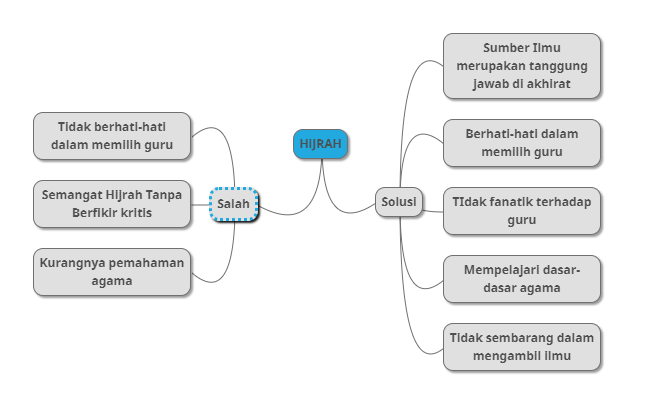 HIJRAH
Salah
Tidak berhati-hati
dalam memilih guru
Semangat Hijrah Tanpa
Berfikir kritis
Kurangnya pemahaman
agama
Solusi
Sumber Ilmu
merupakan tanggung
jawab di akhirat
Berhati-hati dalam
memilih guru
TIdak fanatik terhadap
guru
Mempelajari dasar-
dasar agama
Tidak sembarang dalam
mengambil ilmu